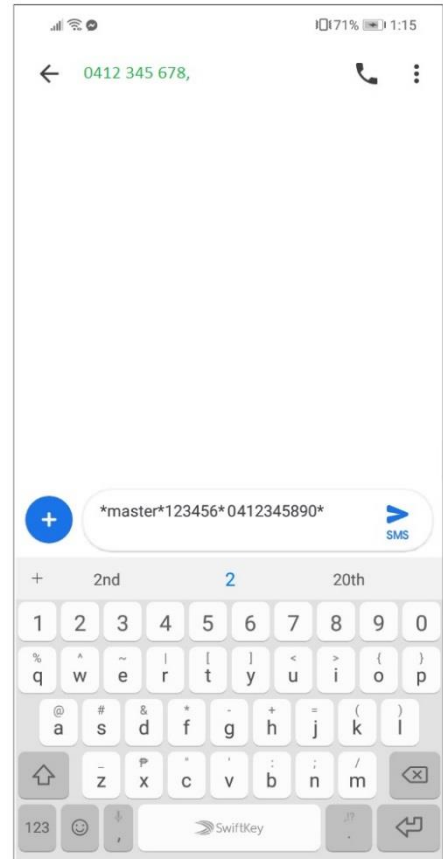 71% 1:15
0412 345 678,
*master*123456*0412345890*
SMS
+ 2nd 2 20th
1 2 3 4 5 6 7 8 9 0
% ^ ~ | [ ] < > { }
q w e r t y u i o p
@ # & * - + = ( )
a s d f g h j k l
_ ₱ " ' : ; /
z x c v b n m
123 , SwiftKey ,!? .